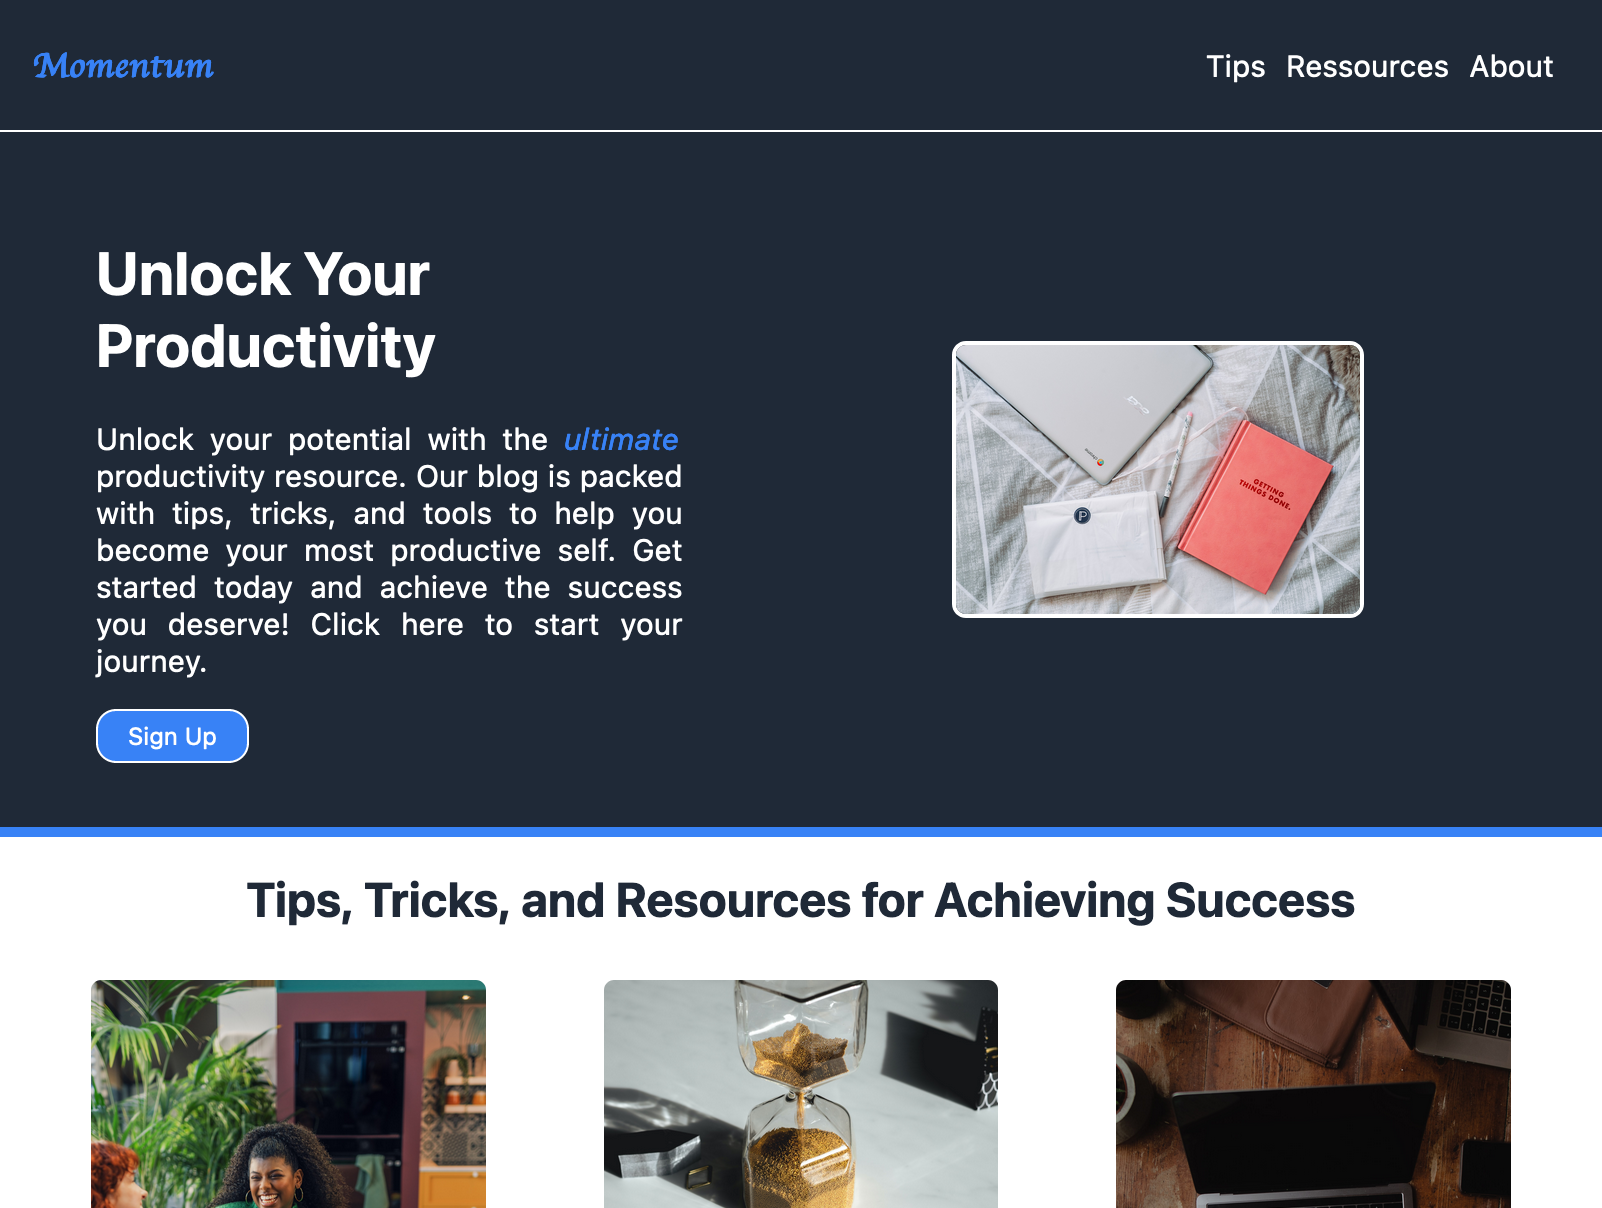 Momentum
Tips Ressources About
Unlock Your
Productivity
Unlock your potential with the ultimate
productivity resource. Our blog is packed
with tips, tricks, and tools to help you
become your most productive self. Get
started today and achieve the success
you deserve! Click here to start your
journey.
acer
GETTING
THINGS DONE.
P
Sign Up
Tips, Tricks, and Resources for Achieving Success